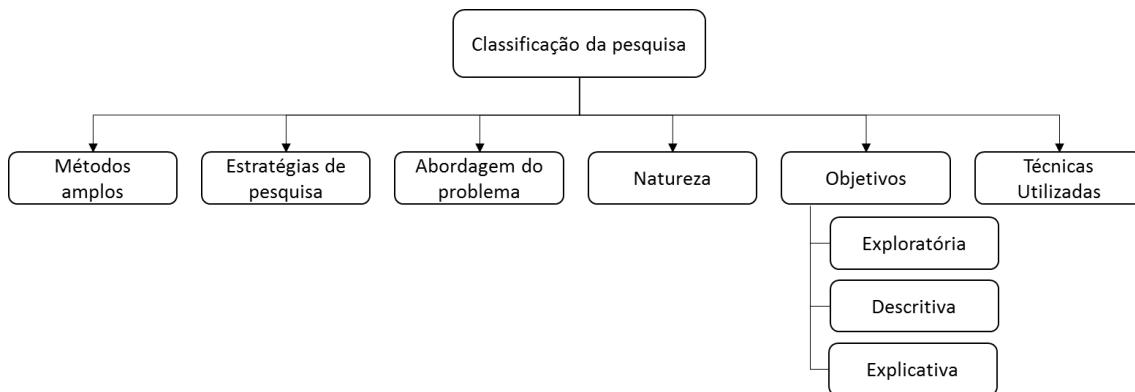 Classificação da pesquisa
Métodos
amplos
Estratégias de
pesquisa
Abordagem do
problema
Natureza
Objetivos
Técnicas
Utilizadas
Exploratória
Descritiva
Explicativa